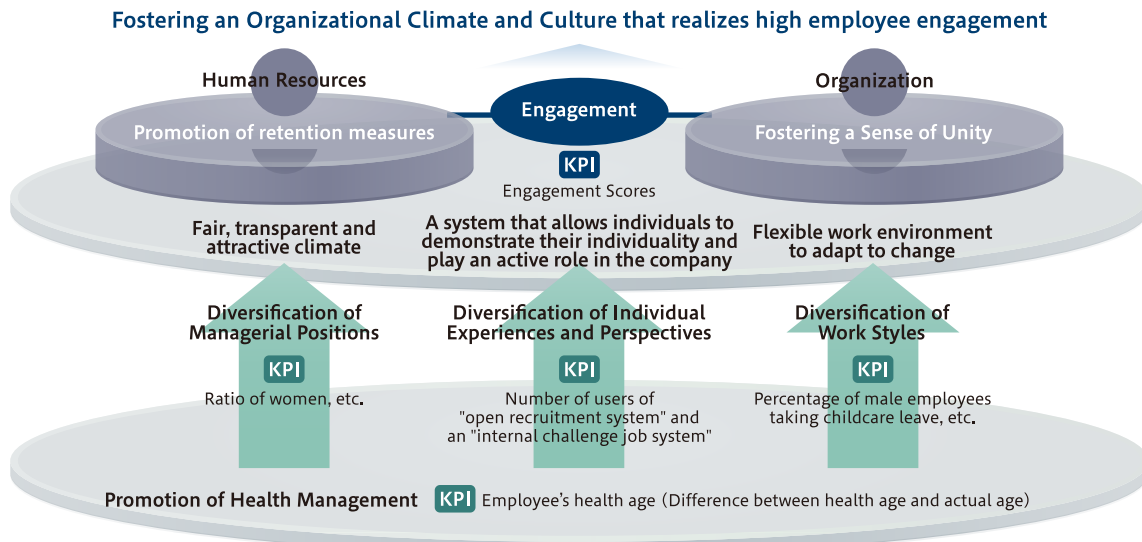 Fostering an Organizational Climate and Culture that realizes high employee engagement
Human Resources
Promotion of retention measures
Engagement
KPI
Engagement Scores
Organization
Fostering a Sense of Unity
Fair, transparent and
attractive climate
A system that allows individuals to
demonstrate their individuality and
play an active role in the company
Flexible work environment
to adapt to change
Diversification of
Managerial Positions
KPI
Ratio of women, etc.
Diversification of Individual
Experiences and Perspectives
KPI
Number of users of
"open recruitment system" and
an "internal challenge job system"
Diversification of
Work Styles
KPI
Percentage of male employees
taking childcare leave, etc.
Promotion of Health Management KPI Employee's health age (Difference between health age and actual age)